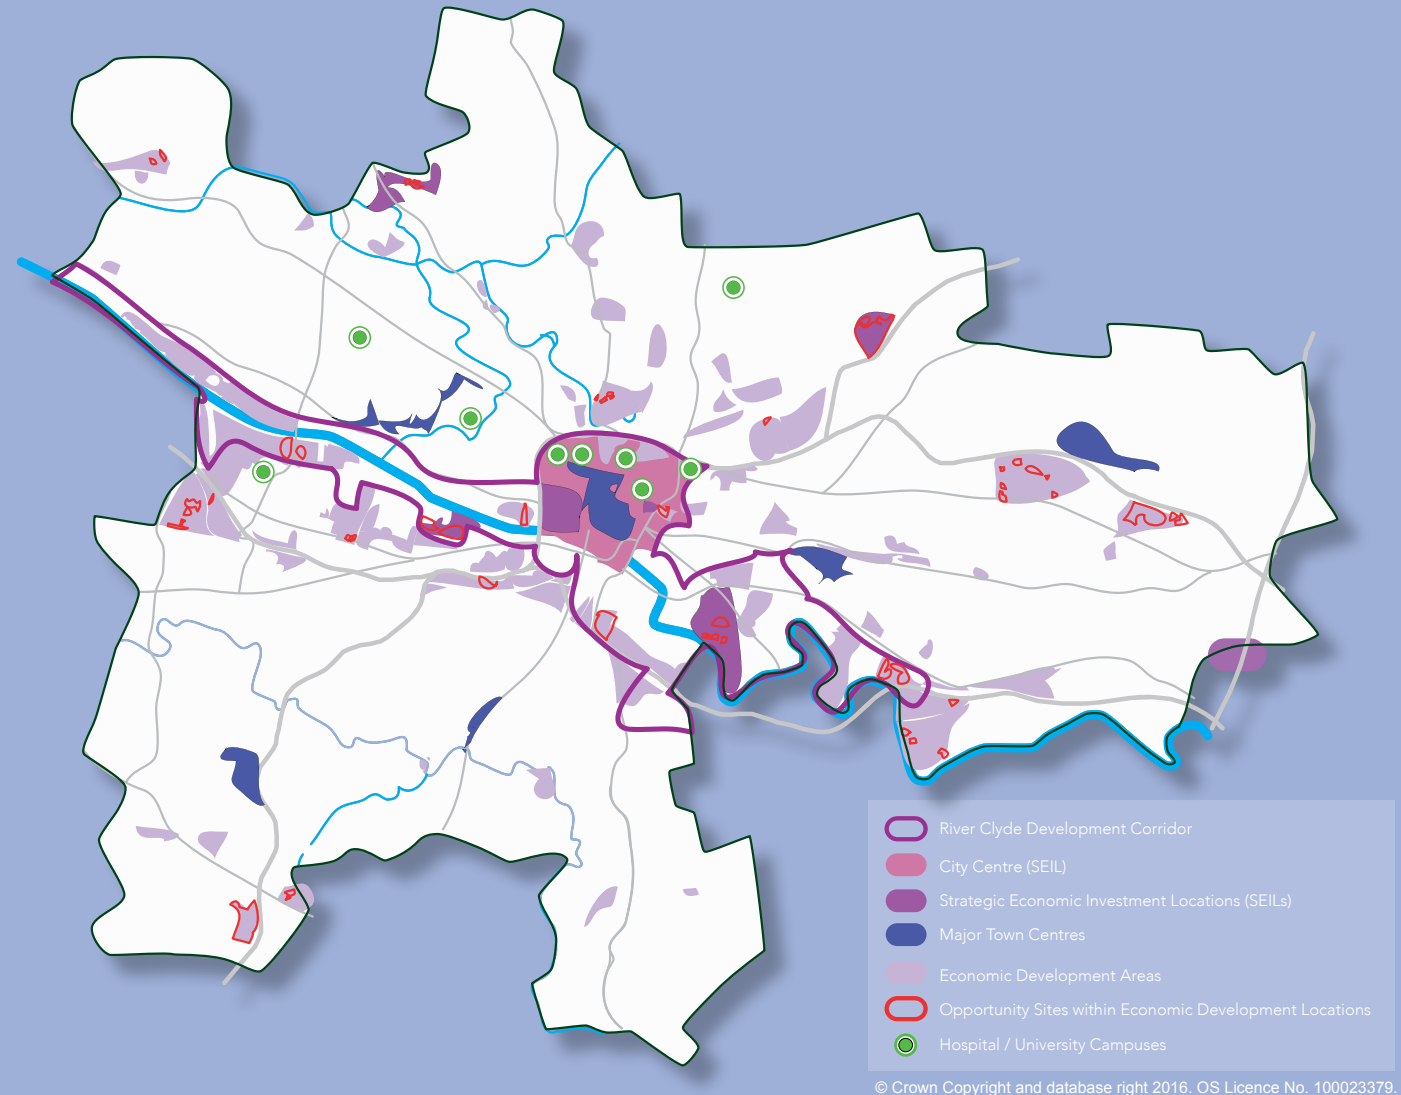 River Clyde Development Corridor
City Centre (SEIL)
Strategic Economic Investment Locations (SEILs)
Major Town Centres
Economic Development Areas
Opportunity Sites within Economic Development Locations
Hospital / University Campuses
© Crown Copyright and database right 2016. OS Licence No. 100023379.